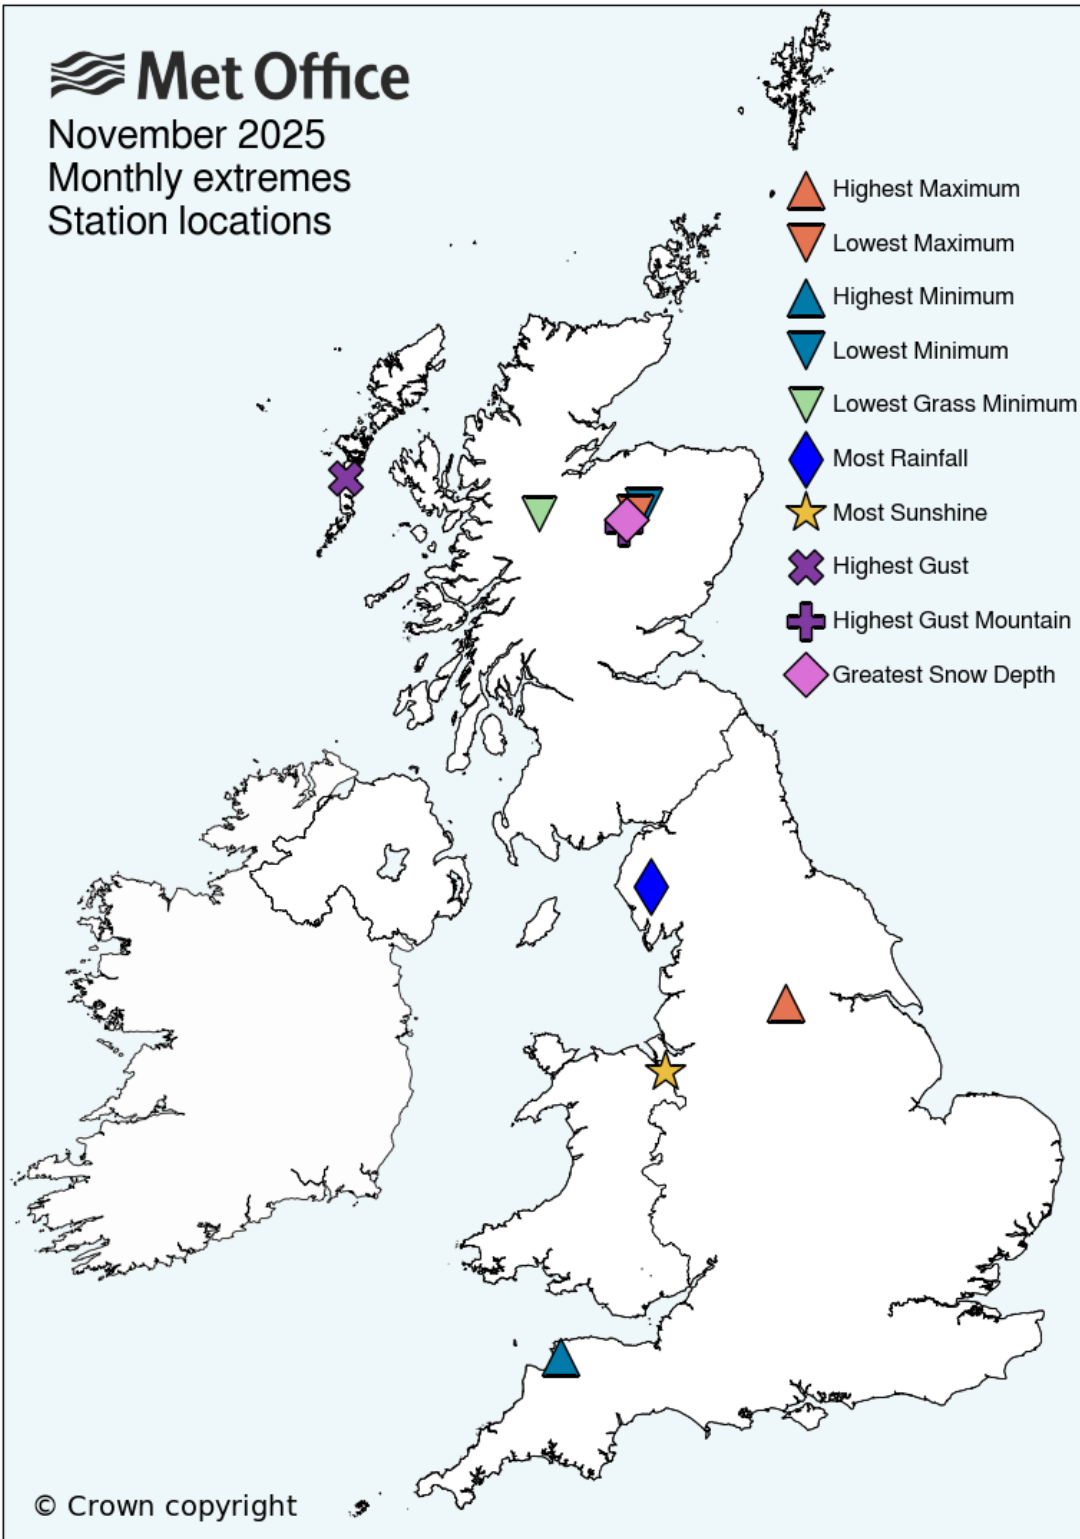 Met Office
November 2025
Monthly extremes
Station locations
Highest Maximum
Lowest Maximum
Highest Minimum
Lowest Minimum
Lowest Grass Minimum
Most Rainfall
Most Sunshine
Highest Gust
Highest Gust Mountain
Greatest Snow Depth
© Crown copyright